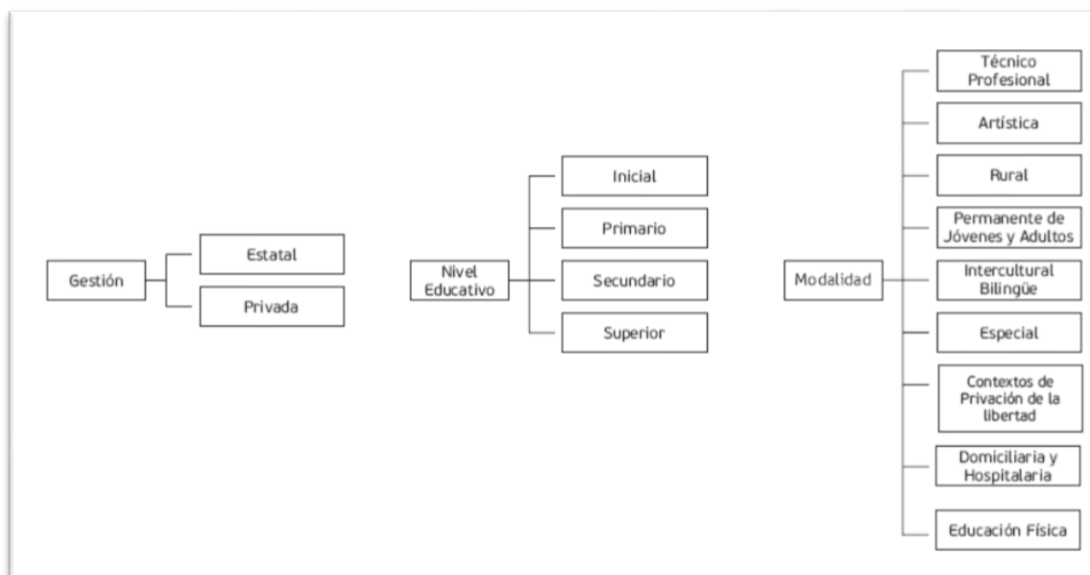 Gestión
Estatal
Privada
Nivel
Educativo
Inicial
Primario
Secundario
Superior
Modalidad
Técnico
Profesional
Artística
Rural
Permanente de
Jóvenes y Adultos
Intercultural
Bilingüe
Especial
Contextos de
Privación de la
libertad
Domiciliaria y
Hospitalaria
Educación Física